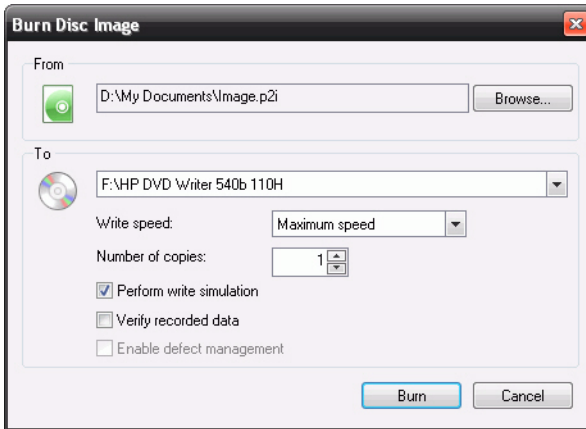 Burn Disc Image
From
D:\My Documents\Image.p2i
Browse...
To
F:\HP DVD Writer 540b 110H
Write speed:
Maximum speed
Number of copies:
1
Perform write simulation
Verify recorded data
Enable defect management
Burn
Cancel